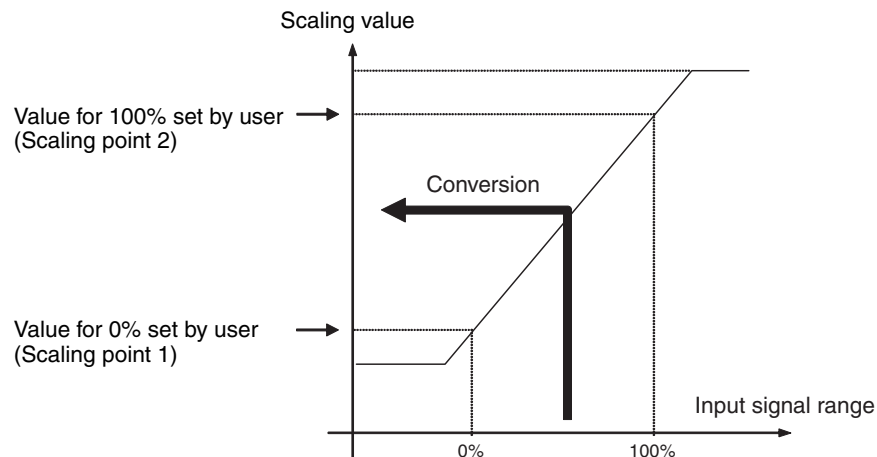 Scaling value
Value for 100% set by user
(Scaling point 2)
Conversion
Value for 0% set by user
(Scaling point 1)
Input signal range
0%
100%